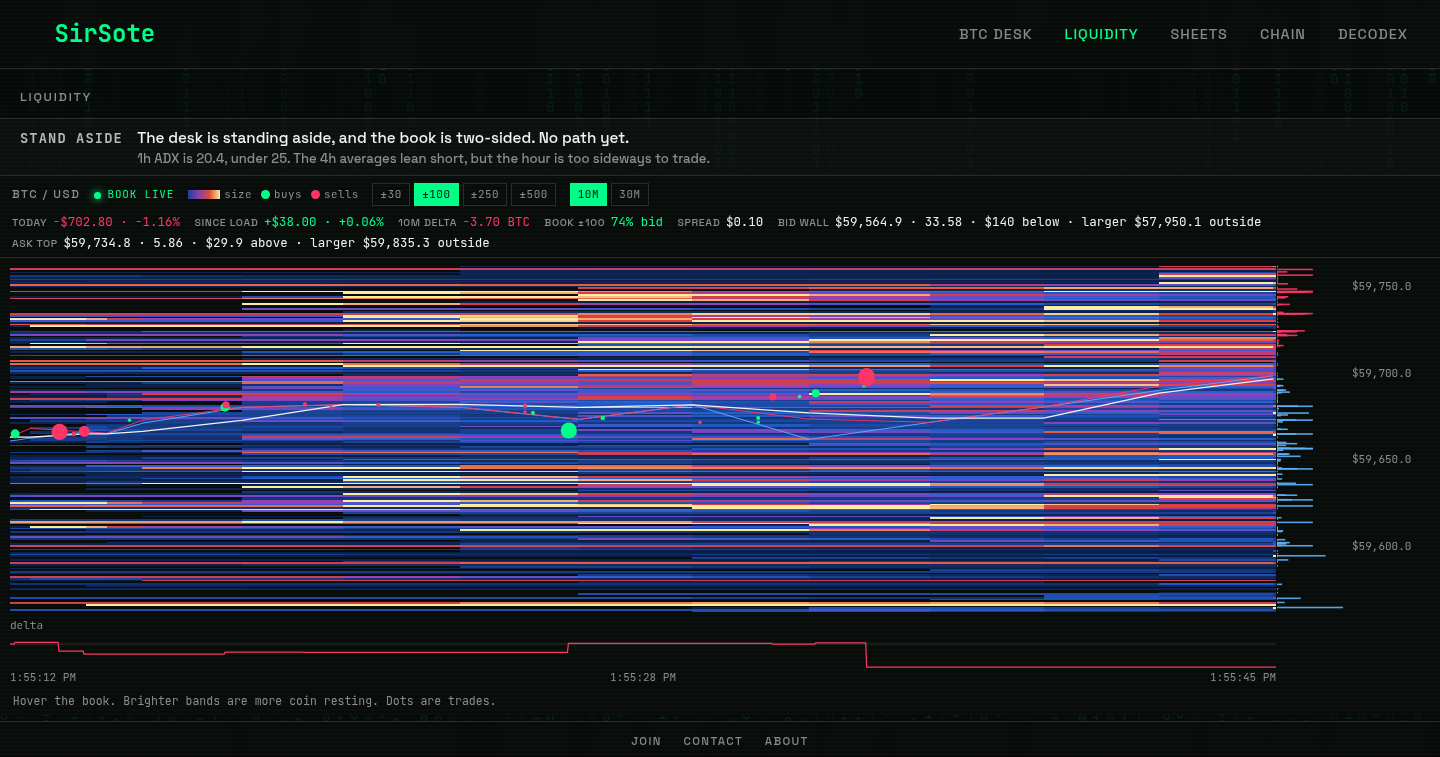 SirSote
BTC DESK LIQUIDITY SHEETS CHAIN DECODEX
LIQUIDITY
STAND ASIDE The desk is standing aside, and the book is two-sided. No path yet.
1h ADX is 20.4, under 25. The 4h averages lean short, but the hour is too sideways to trade.
BTC / USD BOOK LIVE size buys sells ±30 ±100 ±250 ±500 10M 30M
TODAY -$702.80 · -1.16% SINCE LOAD +$38.00 · +0.06% 10M DELTA -3.70 BTC BOOK ±100 74% bid SPREAD $0.10 BID WALL $59,564.9 · 33.58 · $140 below · larger $57,950.1 outside
ASK TOP $59,734.8 · 5.86 · $29.9 above · larger $59,835.3 outside
$59,750.0
$59,700.0
$59,650.0
$59,600.0
delta
1:55:12 PM 1:55:28 PM 1:55:45 PM
Hover the book. Brighter bands are more coin resting. Dots are trades.
JOIN CONTACT ABOUT